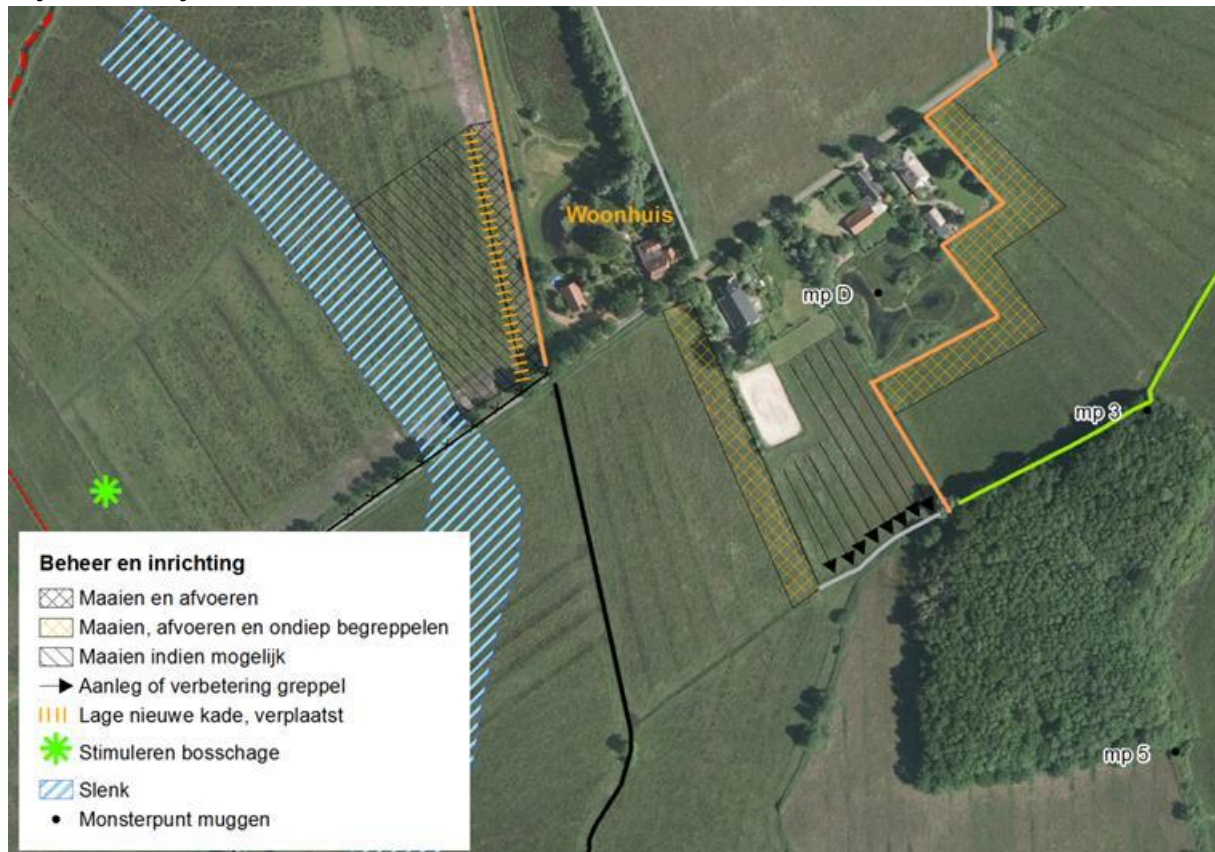 Woonhuis
mp D
mp 3
mp 5
Beheer en inrichting
Maaien en afvoeren
Maaien, afvoeren en ondiep begreppelen
Maaien indien mogelijk
Aanleg of verbetering greppel
Lage nieuwe kade, verplaatst
Stimuleren bosschage
Slenk
Monsterpunt muggen